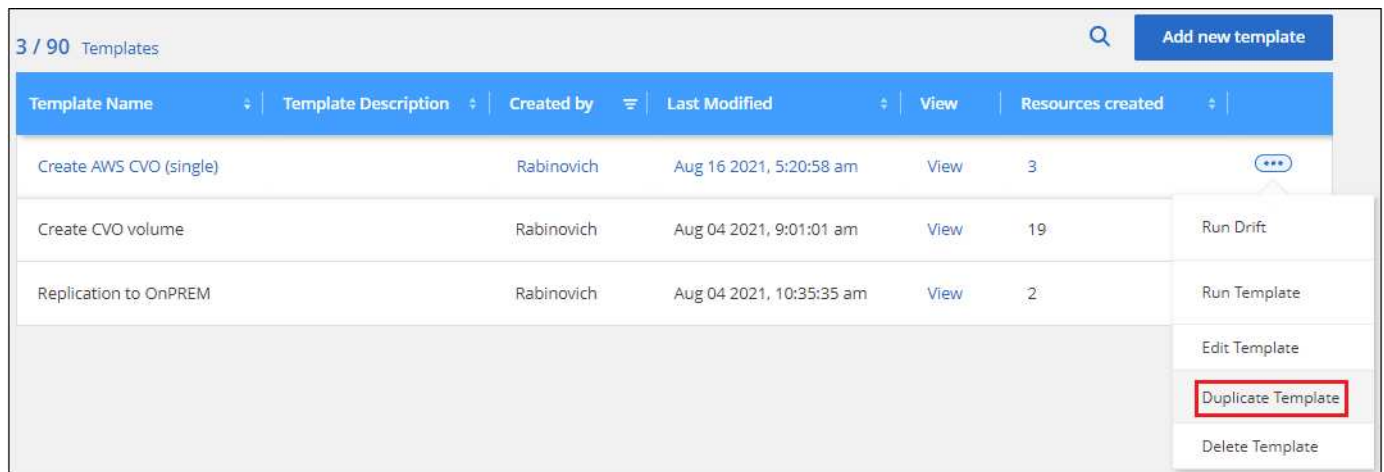 3 / 90 Templates
Add new template
Template Name Template Description Created by Last Modified View Resources created
Create AWS CVO (single) Rabinovich Aug 16 2021, 5:20:58 am View 3
Create CVO volume Rabinovich Aug 04 2021, 9:01:01 am View 19
Replication to OnPREM Rabinovich Aug 04 2021, 10:35:35 am View 2
Run Drift
Run Template
Edit Template
Duplicate Template
Delete Template